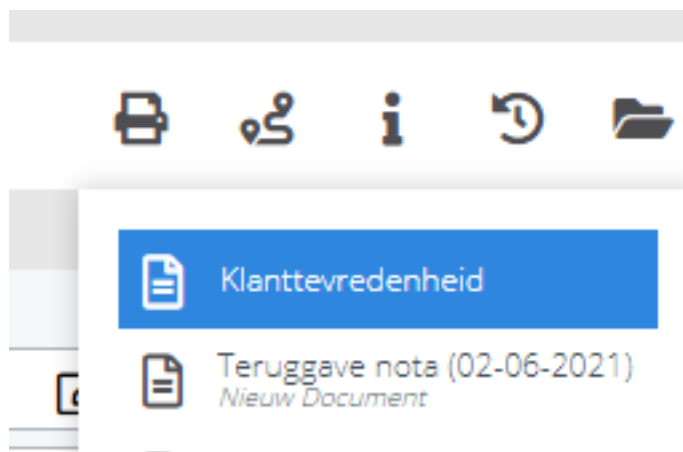 Klanttevredenheid
Teruggave nota (02-06-2021)
Nieuw Document